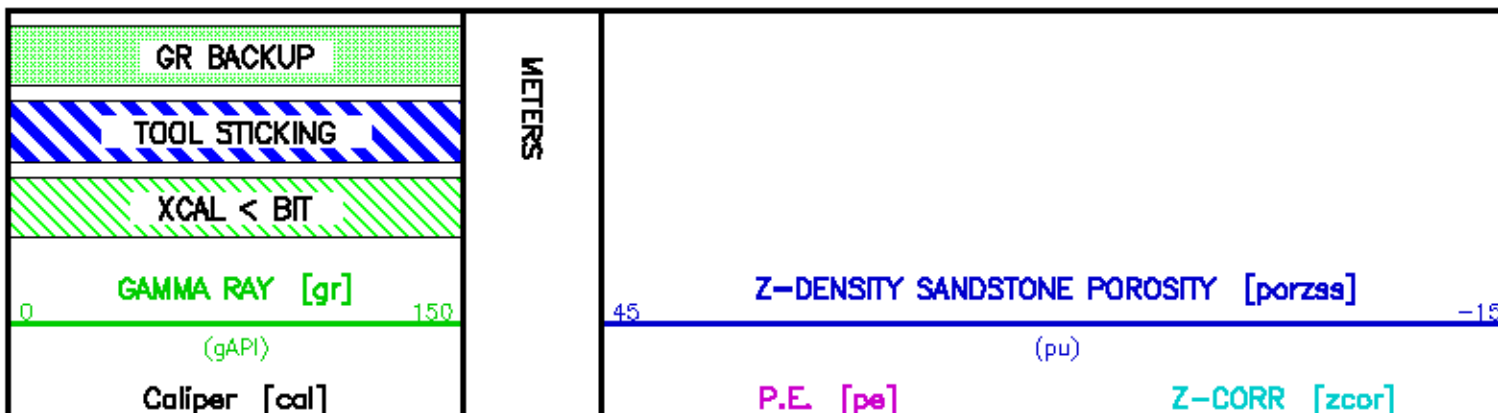 GR BACKUP
TOOL STICKING
XCAL < BIT
GAMMA RAY [gr]
0 150
(gAPI)
Caliper [cal]
METERS
Z-DENSITY SANDSTONE POROSITY [porzss]
45 -15
(pu)
P.E. [pe] Z-CORR [zcor]